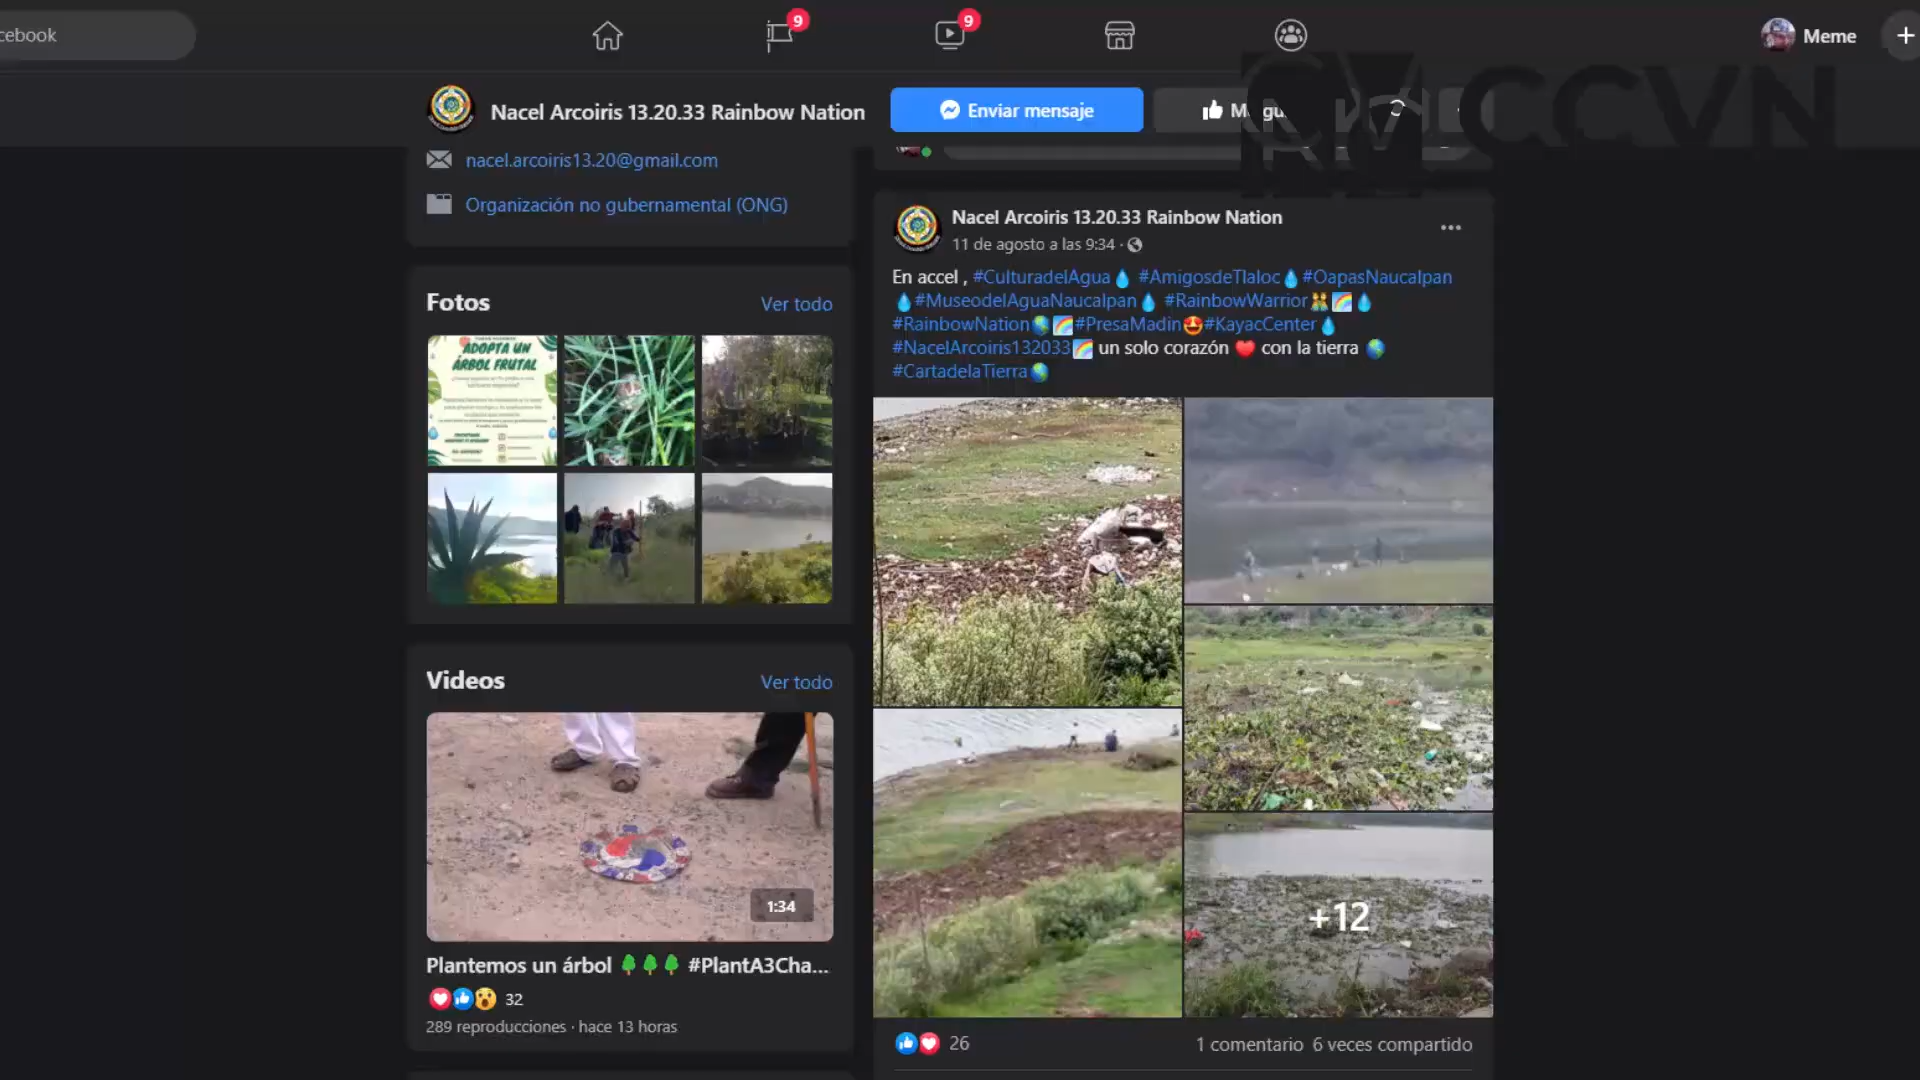 cebook
9
9
Meme
CCVN
Nacel Arcoiris 13.20.33 Rainbow Nation
Enviar mensaje
nacel.arcoiris13.20@gmail.com
Organización no gubernamental (ONG)
Fotos
Ver todo
ADOPTA UN
ÁRBOL FRUTAL
Videos
Ver todo
1:34
Plantemos un árbol 🌳🌳🌳 #PlantA3Cha...
32
289 reproducciones · hace 13 horas
Nacel Arcoiris 13.20.33 Rainbow Nation
11 de agosto a las 9:34 ·
En accel , #CulturadelAgua💧 #AmigosdeTlaloc💧#OapasNaucalpan
💧#MuseodelAguaNaucalpan💧 #RainbowWarrior👯🌈💧
#RainbowNation🌎🌈#PresaMadin🤩#KayacCenter💧
#NacelArcoiris132033🌈 un solo corazón ❤️ con la tierra 🌎
#CartadelaTierra🌎
+12
26
1 comentario 6 veces compartido